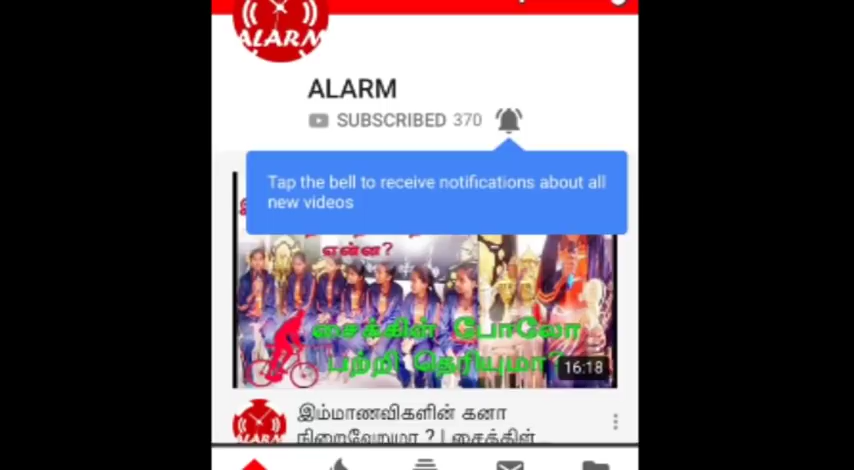 ALARM
ALARM
SUBSCRIBED 370
Tap the bell to receive notifications about all
new videos
என்ன?
சைக்கிள் போலோ
பற்றி தெரியுமா?
16:18
ALARM
இம்மாணவிகளின் கனா
நிறைவேறுமா ? | சைக்கிள்